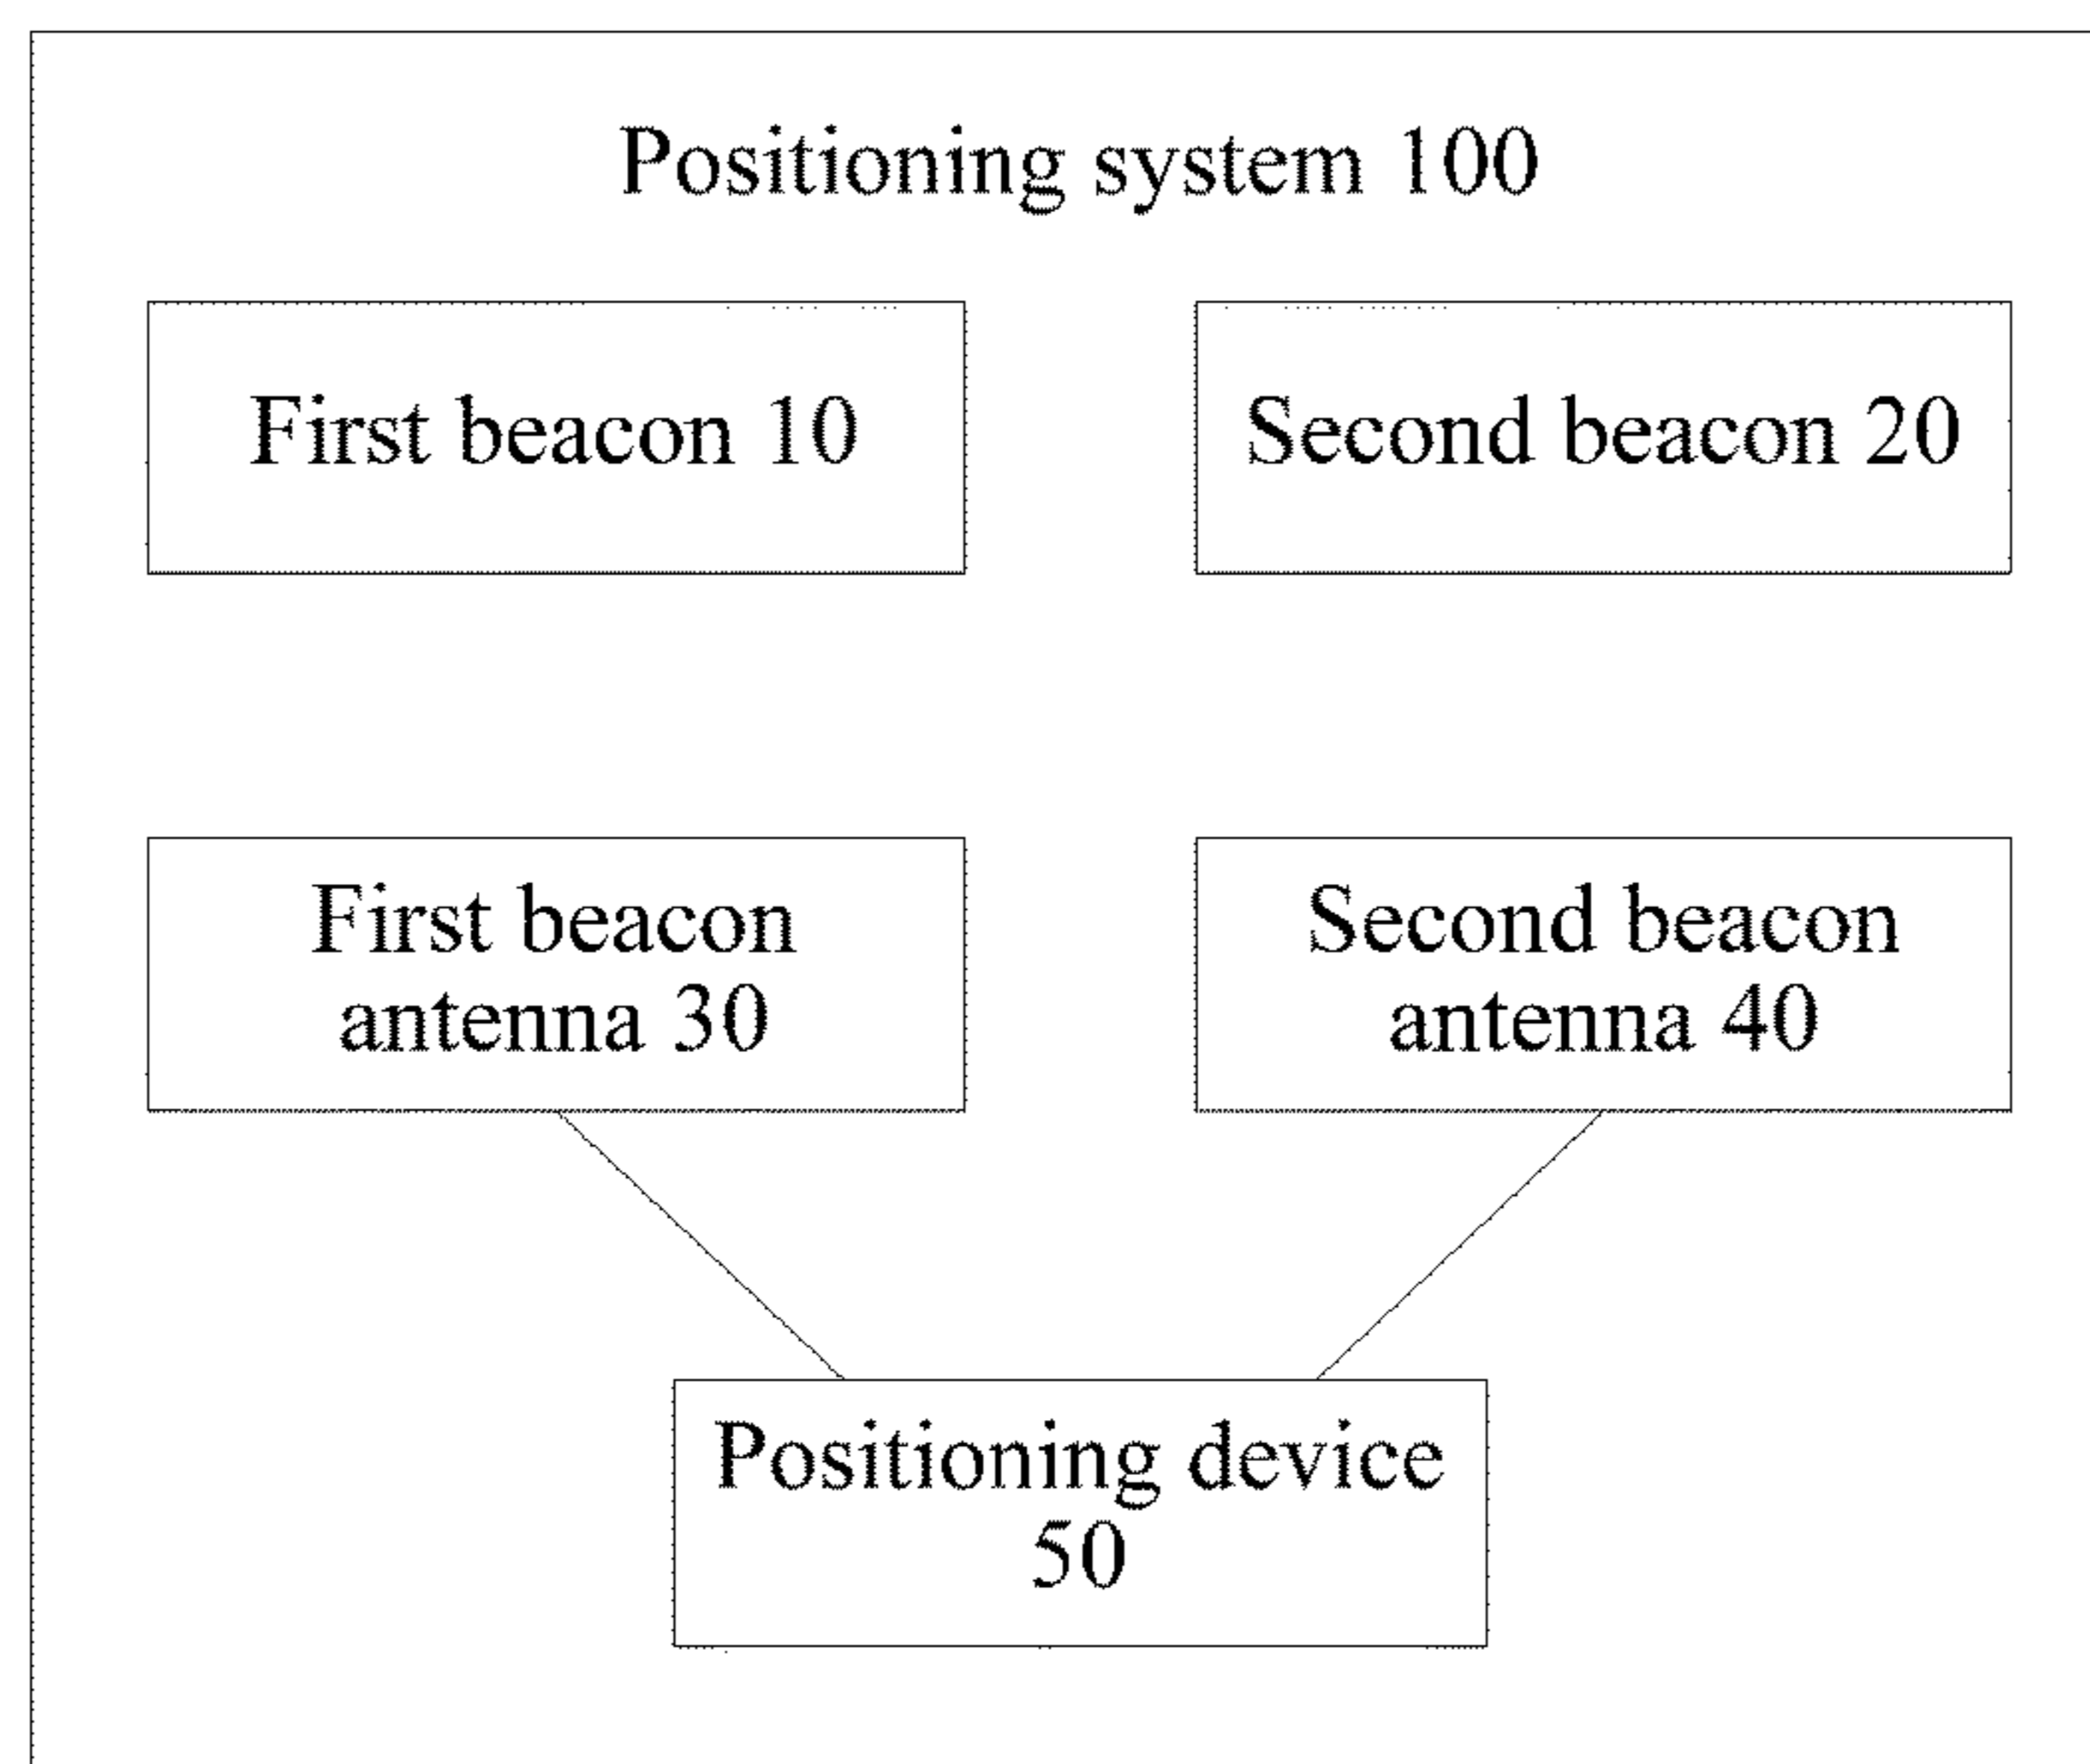 Positioning system 100
First beacon 10
Second beacon 20
First beacon
antenna 30
Second beacon
antenna 40
Positioning device
50